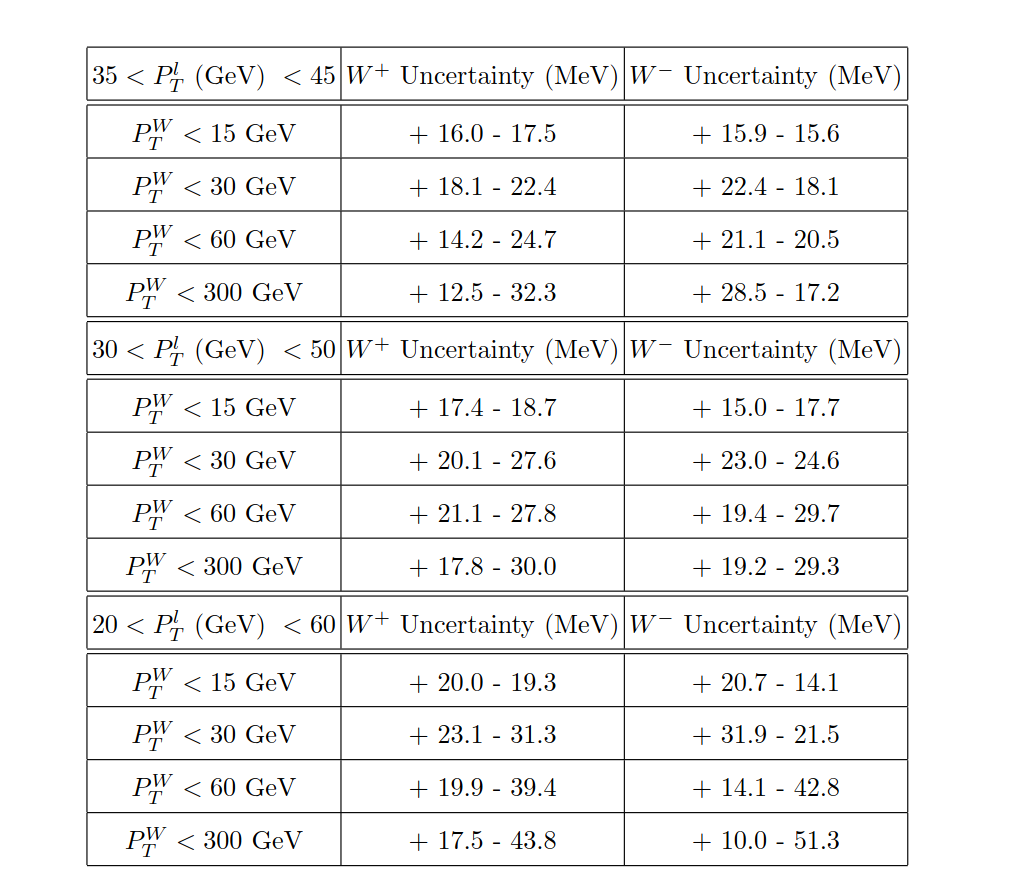 35 < P_T^l (GeV) < 45 W^+ Uncertainty (MeV) W^- Uncertainty (MeV)
P_T^W < 15 GeV + 16.0 - 17.5 + 15.9 - 15.6
P_T^W < 30 GeV + 18.1 - 22.4 + 22.4 - 18.1
P_T^W < 60 GeV + 14.2 - 24.7 + 21.1 - 20.5
P_T^W < 300 GeV + 12.5 - 32.3 + 28.5 - 17.2
30 < P_T^l (GeV) < 50 W^+ Uncertainty (MeV) W^- Uncertainty (MeV)
P_T^W < 15 GeV + 17.4 - 18.7 + 15.0 - 17.7
P_T^W < 30 GeV + 20.1 - 27.6 + 23.0 - 24.6
P_T^W < 60 GeV + 21.1 - 27.8 + 19.4 - 29.7
P_T^W < 300 GeV + 17.8 - 30.0 + 19.2 - 29.3
20 < P_T^l (GeV) < 60 W^+ Uncertainty (MeV) W^- Uncertainty (MeV)
P_T^W < 15 GeV + 20.0 - 19.3 + 20.7 - 14.1
P_T^W < 30 GeV + 23.1 - 31.3 + 31.9 - 21.5
P_T^W < 60 GeV + 19.9 - 39.4 + 14.1 - 42.8
P_T^W < 300 GeV + 17.5 - 43.8 + 10.0 - 51.3